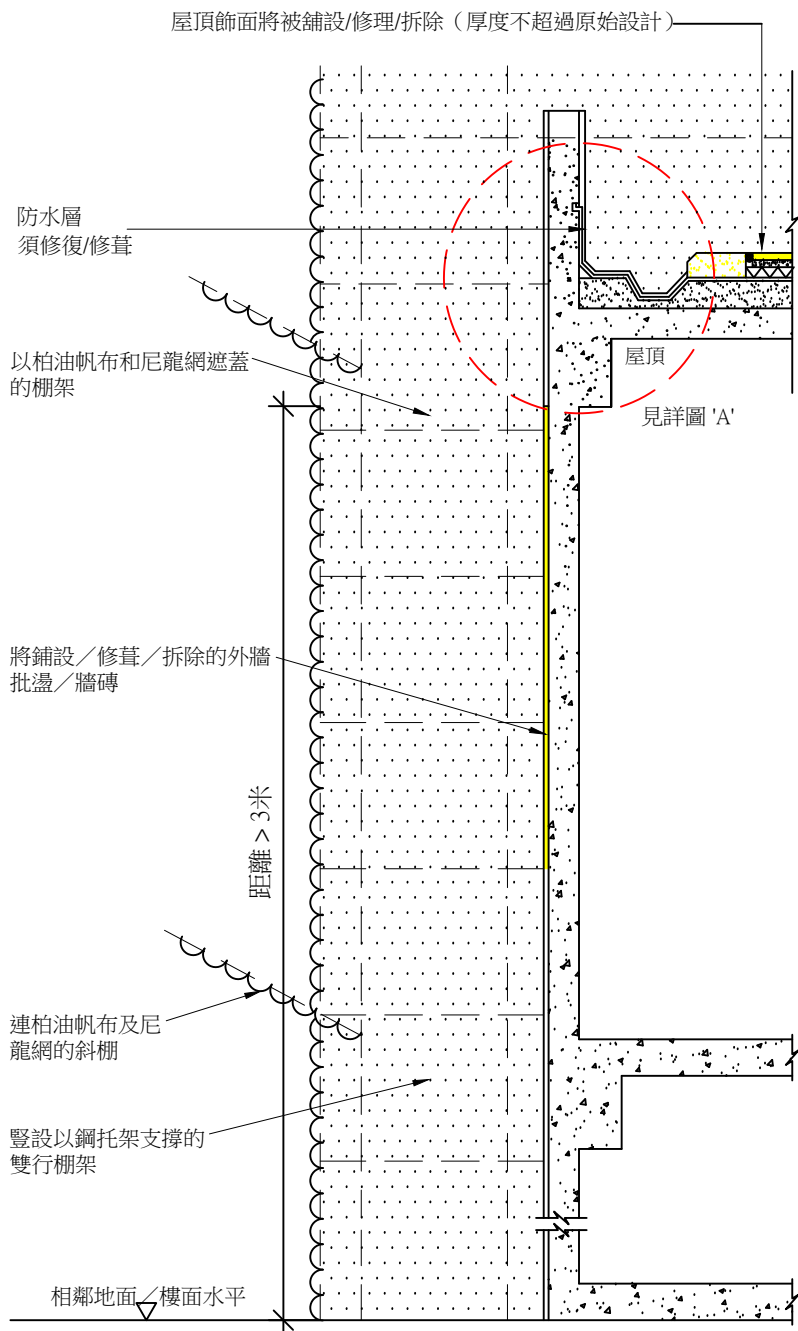 屋頂飾面將被舖設/修理/拆除（厚度不超過原始設計）
防水層
須修復/修葺
以柏油帆布和尼龍網遮蓋
的棚架
屋頂
見詳圖 'A'
將鋪設／修葺／拆除的外牆
批盪／牆磚
距離 > 3米
連柏油帆布及尼
龍網的斜棚
豎設以鋼托架支撐的
雙行棚架
相鄰地面／樓面水平